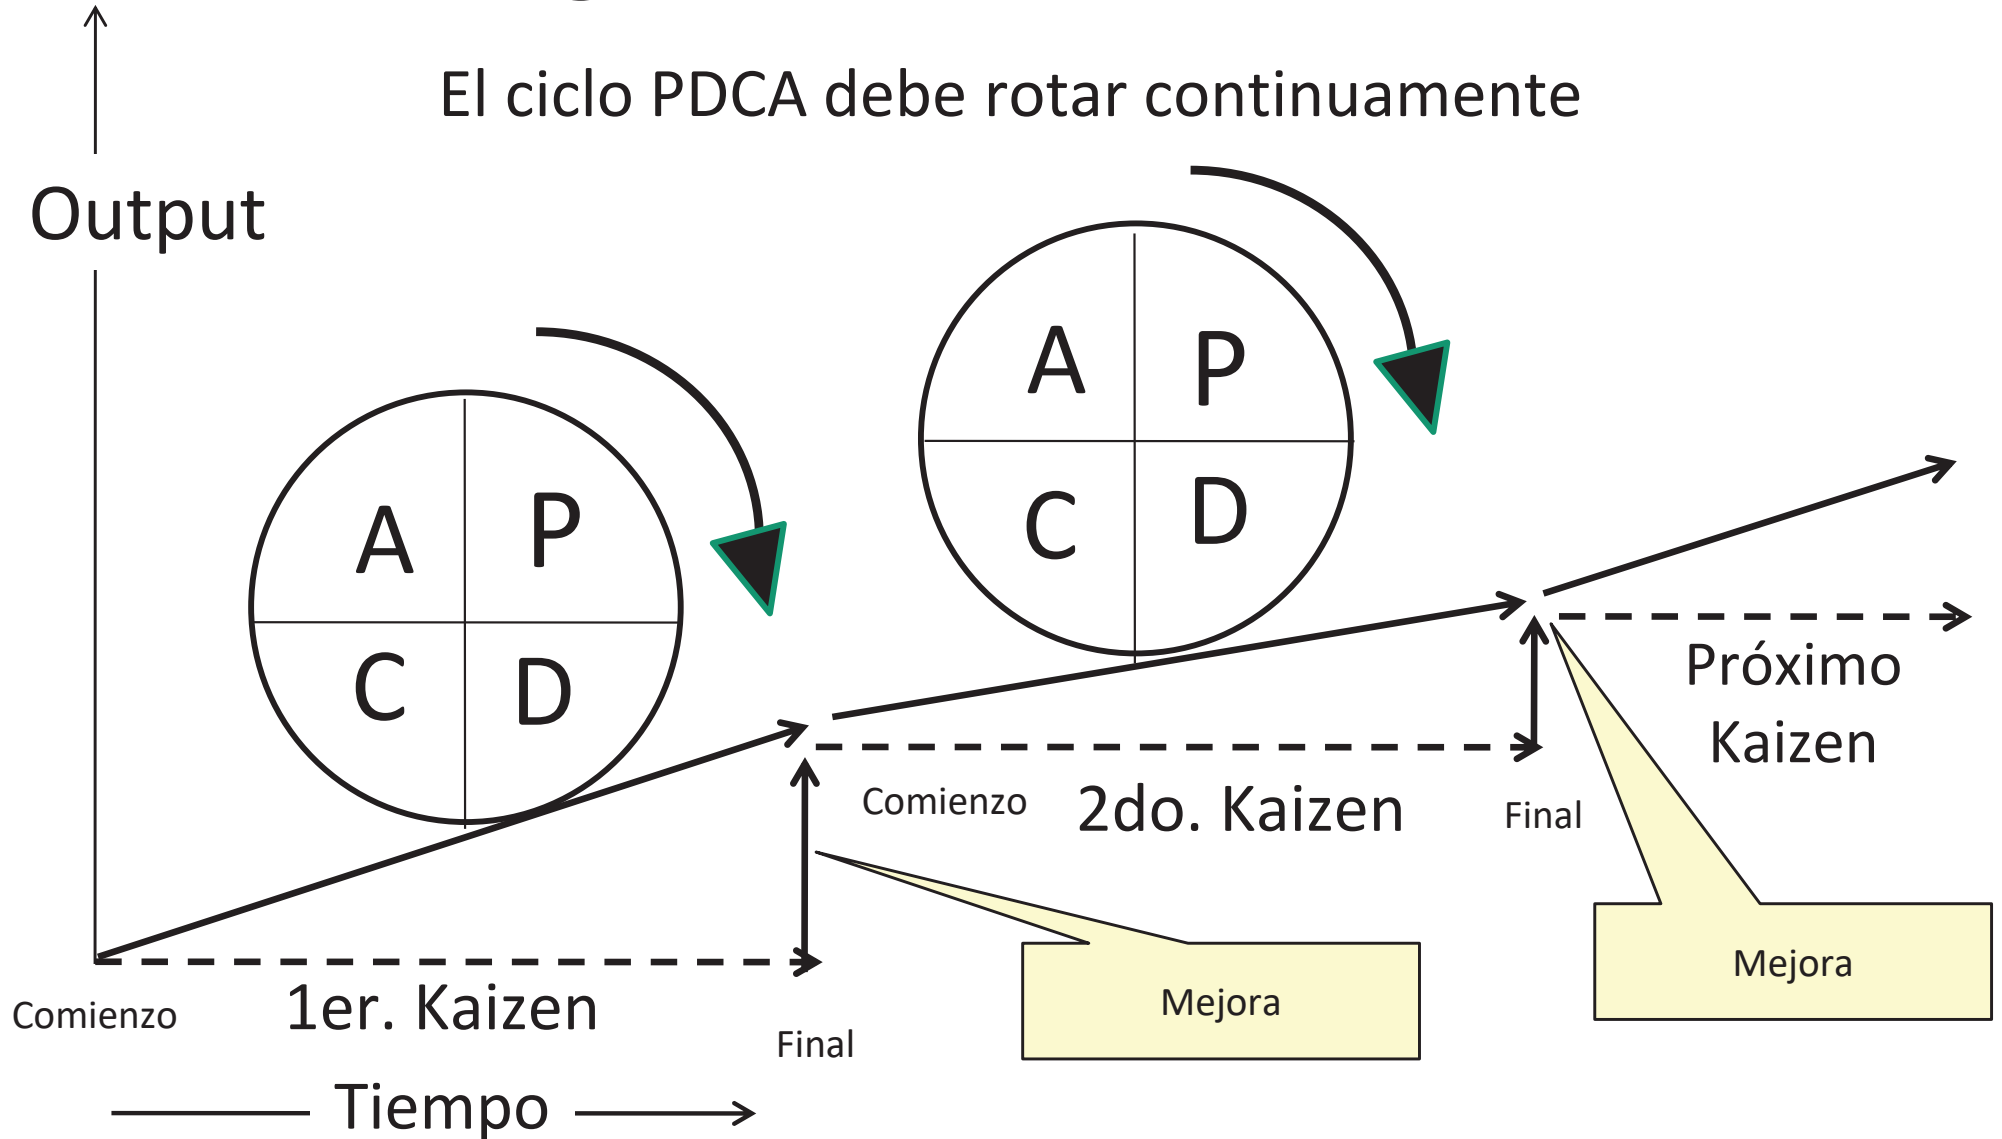 El ciclo PDCA debe rotar continuamente
Output
A P
C D
A P
C D
Próximo
Kaizen
Comienzo 2do. Kaizen Final
Mejora
Mejora
Comienzo 1er. Kaizen Final
Tiempo